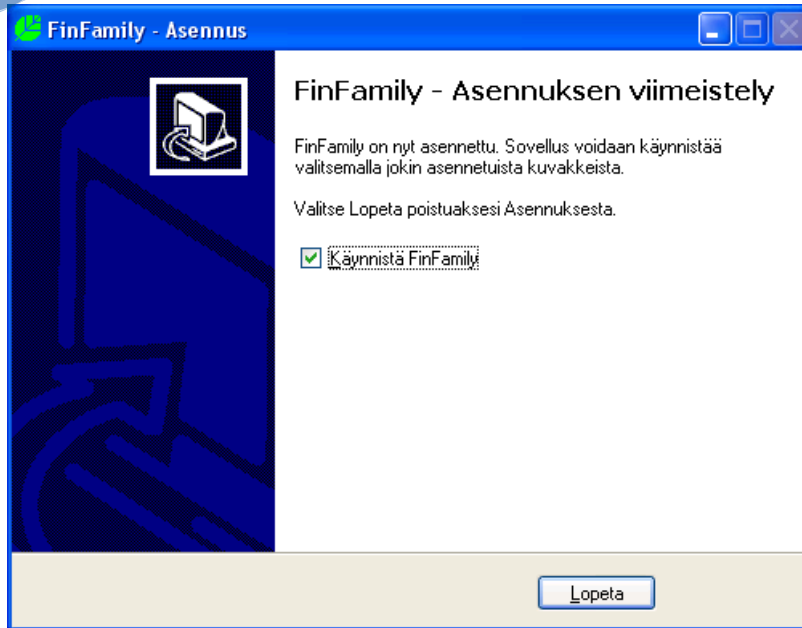 FinFamily - Asennus
FinFamily - Asennuksen viimeistely
FinFamily on nyt asennettu. Sovellus voidaan käynnistää
valitsemalla jokin asennetuista kuvakkeista.
Valitse Lopeta poistuaksesi Asennuksesta.
Käynnistä FinFamily
Lopeta